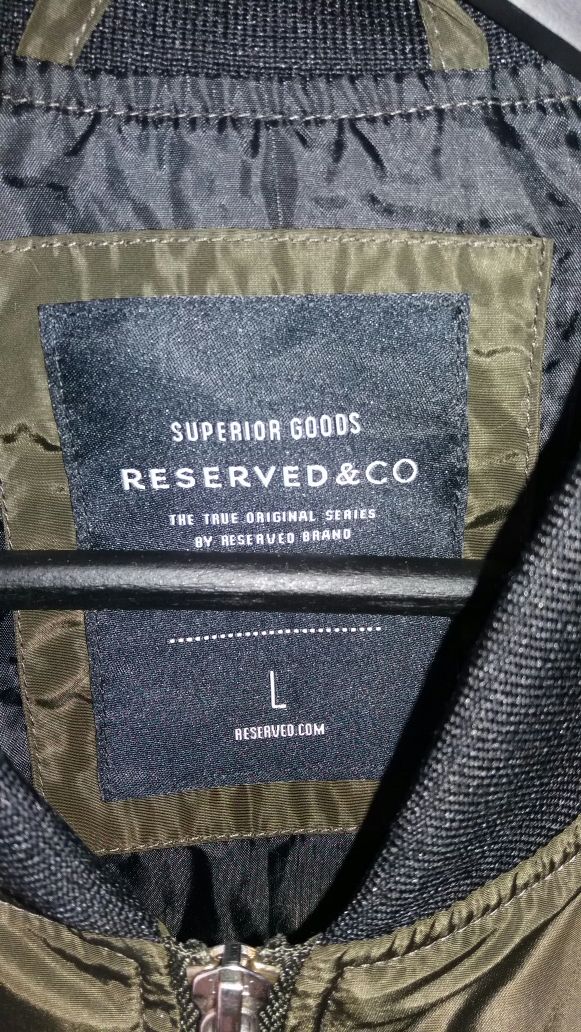 SUPERIOR GOODS
RESERVED & CO
THE TRUE ORIGINAL SERIES
BY RESERVED BRAND
L
RESERVED.COM